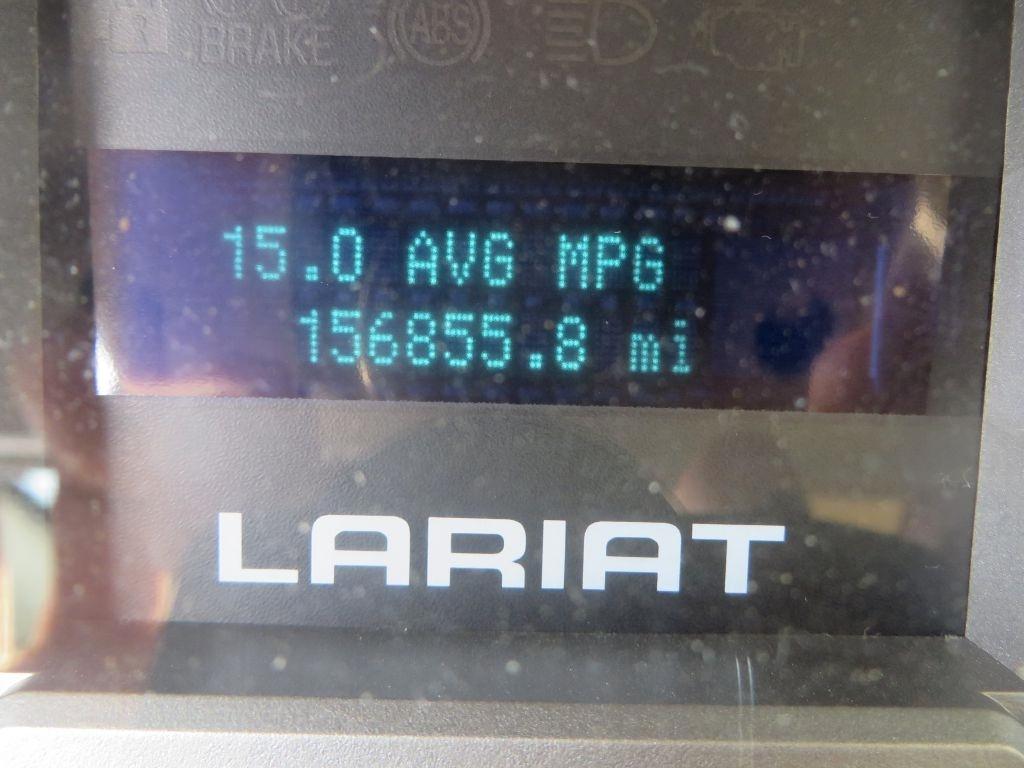 BRAKE ABS
15.0 AVG MPG
156855.8 mi
LARIAT